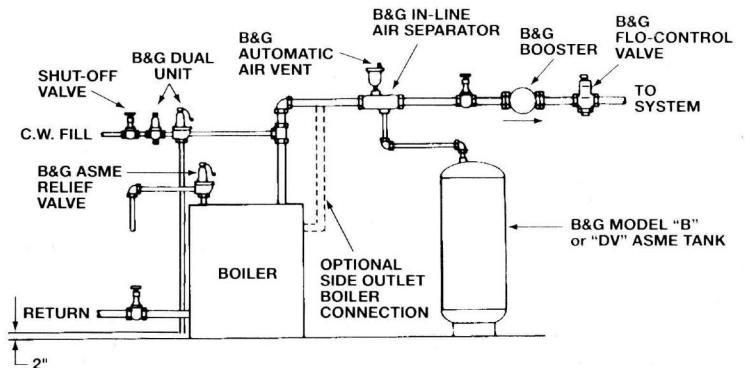 B&G IN-LINE
AIR SEPARATOR
B&G
AUTOMATIC
AIR VENT
B&G
BOOSTER
B&G
FLO-CONTROL
VALVE
B&G DUAL
UNIT
SHUT-OFF
VALVE
TO
SYSTEM
C.W. FILL
B&G ASME
RELIEF
VALVE
BOILER
OPTIONAL
SIDE OUTLET
BOILER
CONNECTION
B&G MODEL “B”
or “DV” ASME TANK
RETURN
2"